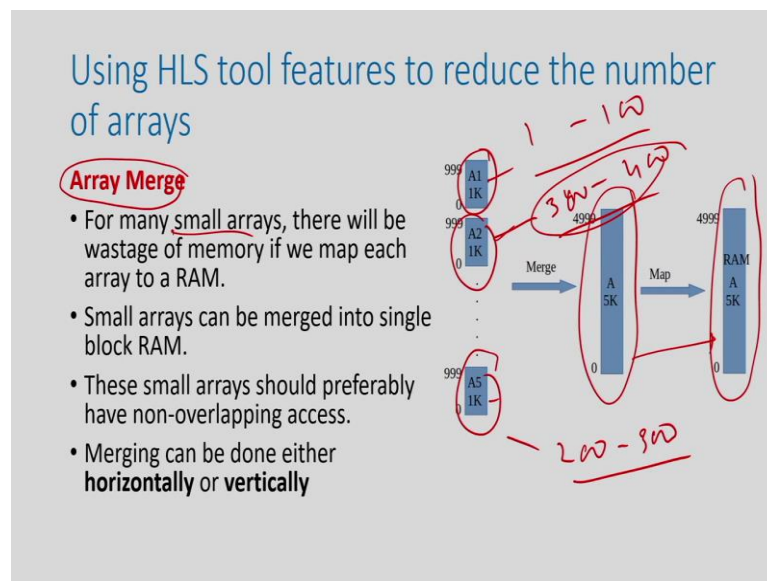 Using HLS tool features to reduce the number
of arrays
Array Merge
• For many small arrays, there will be
wastage of memory if we map each
array to a RAM.
• Small arrays can be merged into single
block RAM.
• These small arrays should preferably
have non-overlapping access.
• Merging can be done either
horizontally or vertically
1 - 100
999
A1
1K
0
300 - 400
999
A2
1K
0
999
A5
1K
0
200 - 300
Merge
4999
A
5K
0
Map
4999
RAM
A
5K
0